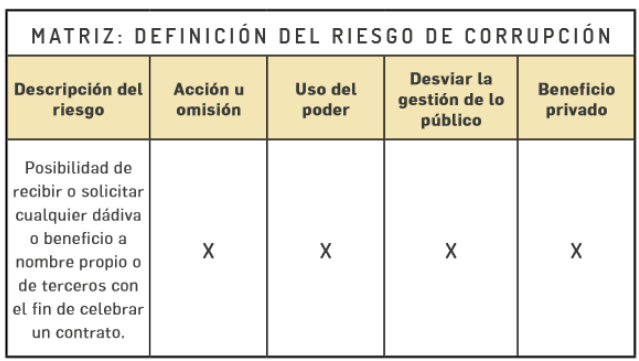 MATRIZ: DEFINICIÓN DEL RIESGO DE CORRUPCIÓN
Descripción del
riesgo
Acción u
omisión
Uso del
poder
Desviar la
gestión de lo
público
Beneficio
privado
Posibilidad de
recibir o solicitar
cualquier dádiva
o beneficio a
nombre propio o
de terceros con
el fin de celebrar
un contrato.
X
X
X
X